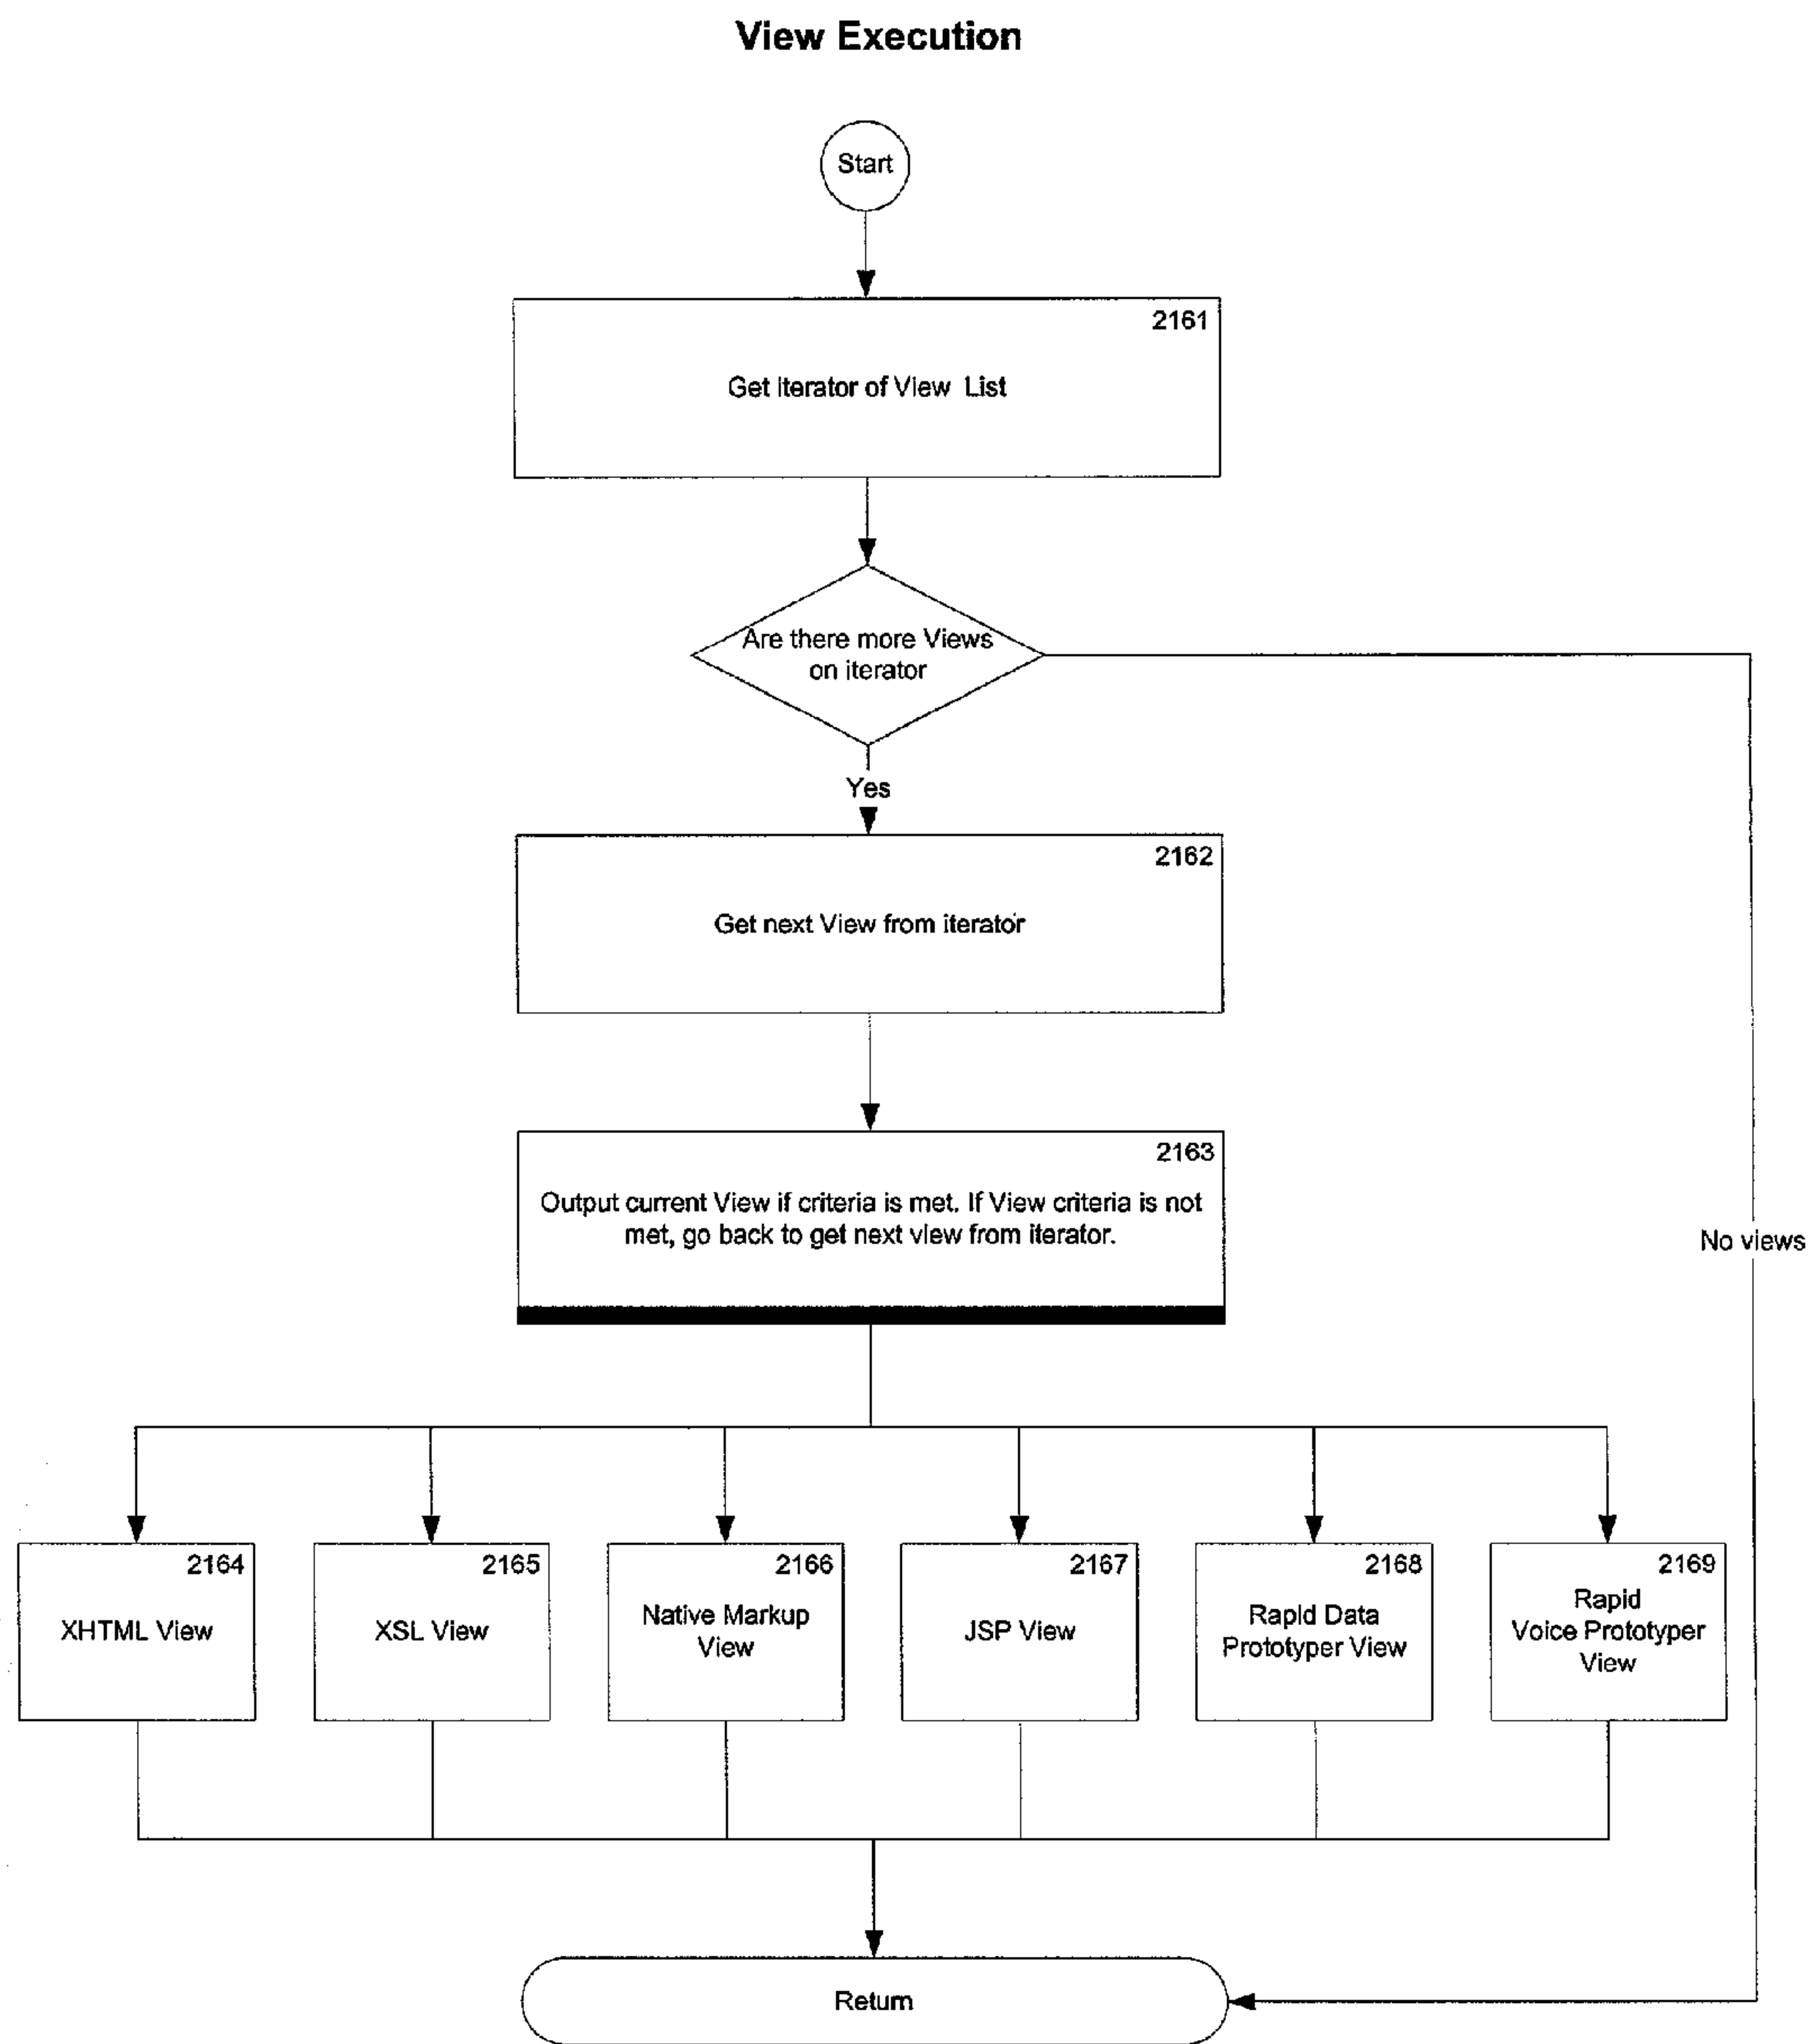 View Execution
Start
2161
Get iterator of View List
Are there more Views
on iterator
Yes
2162
Get next View from iterator
2163
Output current View if criteria is met. If View criteria is not
met, go back to get next view from iterator.
No views
2164
XHTML View
2165
XSL View
2166
Native Markup
View
2167
JSP View
2168
Rapid Data
Prototyper View
2169
Rapid
Voice Prototyper
View
Return